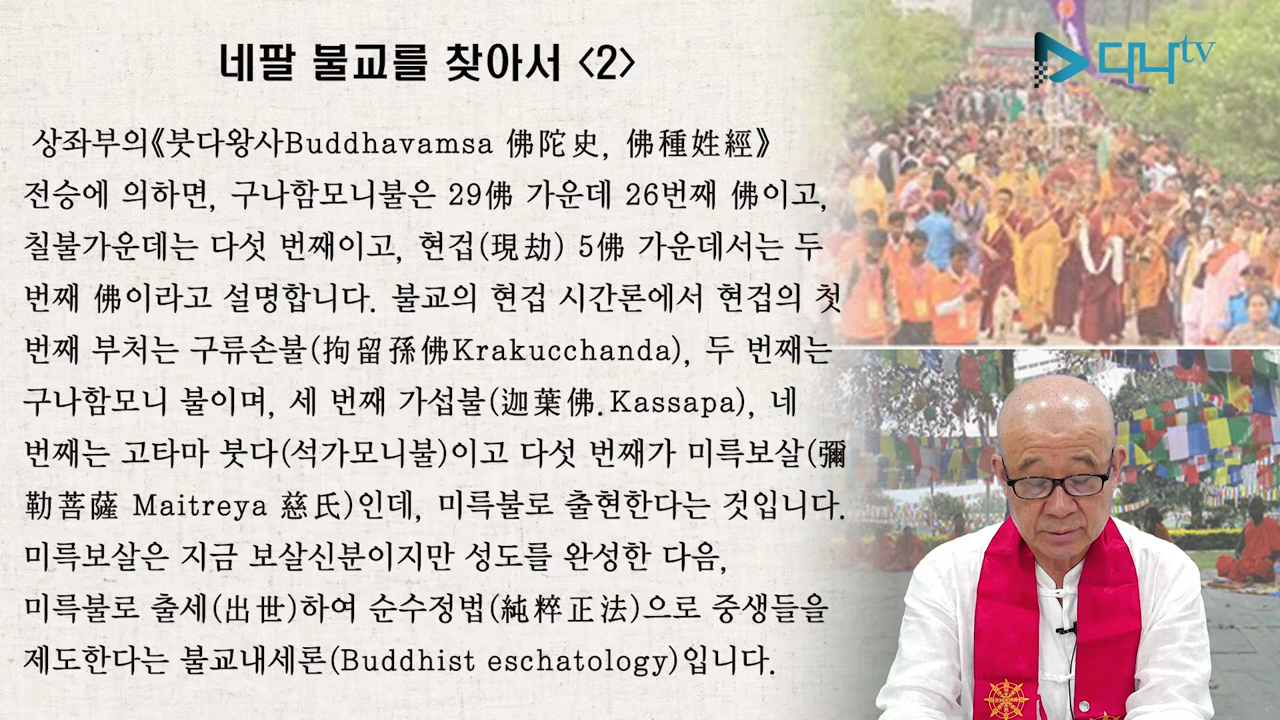 네팔 불교를 찾아서 <2>
상좌부의《붓다왕사Buddhavamsa 佛陀史, 佛種姓經》
전승에 의하면, 구나함모니불은 29佛 가운데 26번째 佛이고,
칠불가운데는 다섯 번째이고, 현겁(現劫) 5佛 가운데서는 두
번째 佛이라고 설명합니다. 불교의 현겁 시간론에서 현겁의 첫
번째 부처는 구류손불(拘留孫佛Krakucchanda), 두 번째는
구나함모니 불이며, 세 번째 가섭불(迦葉佛.Kassapa), 네
번째는 고타마 붓다(석가모니불)이고 다섯 번째가 미륵보살(彌
勒菩薩 Maitreya 慈氏)인데, 미륵불로 출현한다는 것입니다.
미륵보살은 지금 보살신분이지만 성도를 완성한 다음,
미륵불로 출세(出世)하여 순수정법(純粹正法)으로 중생들을
제도한다는 불교내세론(Buddhist eschatology)입니다.